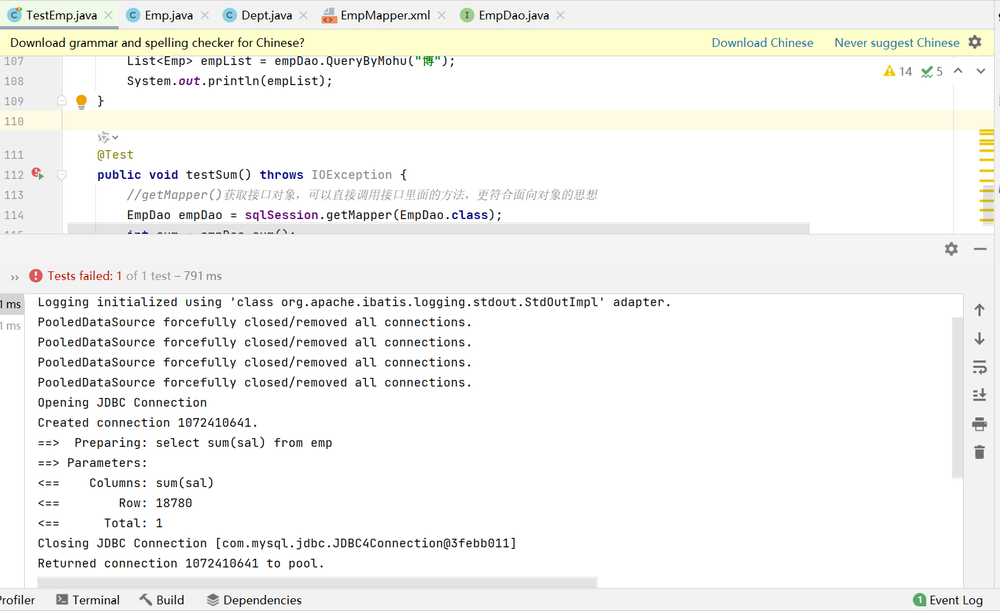 TestEmp.java Emp.java Dept.java EmpMapper.xml EmpDao.java
Download grammar and spelling checker for Chinese? Download Chinese Never suggest Chinese
107 List<Emp> empList = empDao.QueryByMohu("博");
14 5
108 System.out.println(empList);
109 }
110
111 @Test
112 public void testSum() throws IOException {
113 //getMapper()获取接口对象，可以直接调用接口里面的方法，更符合面向对象的思想
114 EmpDao empDao = sqlSession.getMapper(EmpDao.class);
115 int sum = empDao.sum();
Tests failed: 1 of 1 test – 791 ms
1 ms
1 ms
Logging initialized using 'class org.apache.ibatis.logging.stdout.StdOutImpl' adapter.
PooledDataSource forcefully closed/removed all connections.
PooledDataSource forcefully closed/removed all connections.
PooledDataSource forcefully closed/removed all connections.
PooledDataSource forcefully closed/removed all connections.
Opening JDBC Connection
Created connection 1072410641.
==>  Preparing: select sum(sal) from emp
==> Parameters:
<==    Columns: sum(sal)
<==        Row: 18780
<==      Total: 1
Closing JDBC Connection [com.mysql.jdbc.JDBC4Connection@3febb011]
Returned connection 1072410641 to pool.
Profiler Terminal Build Dependencies 1 Event Log